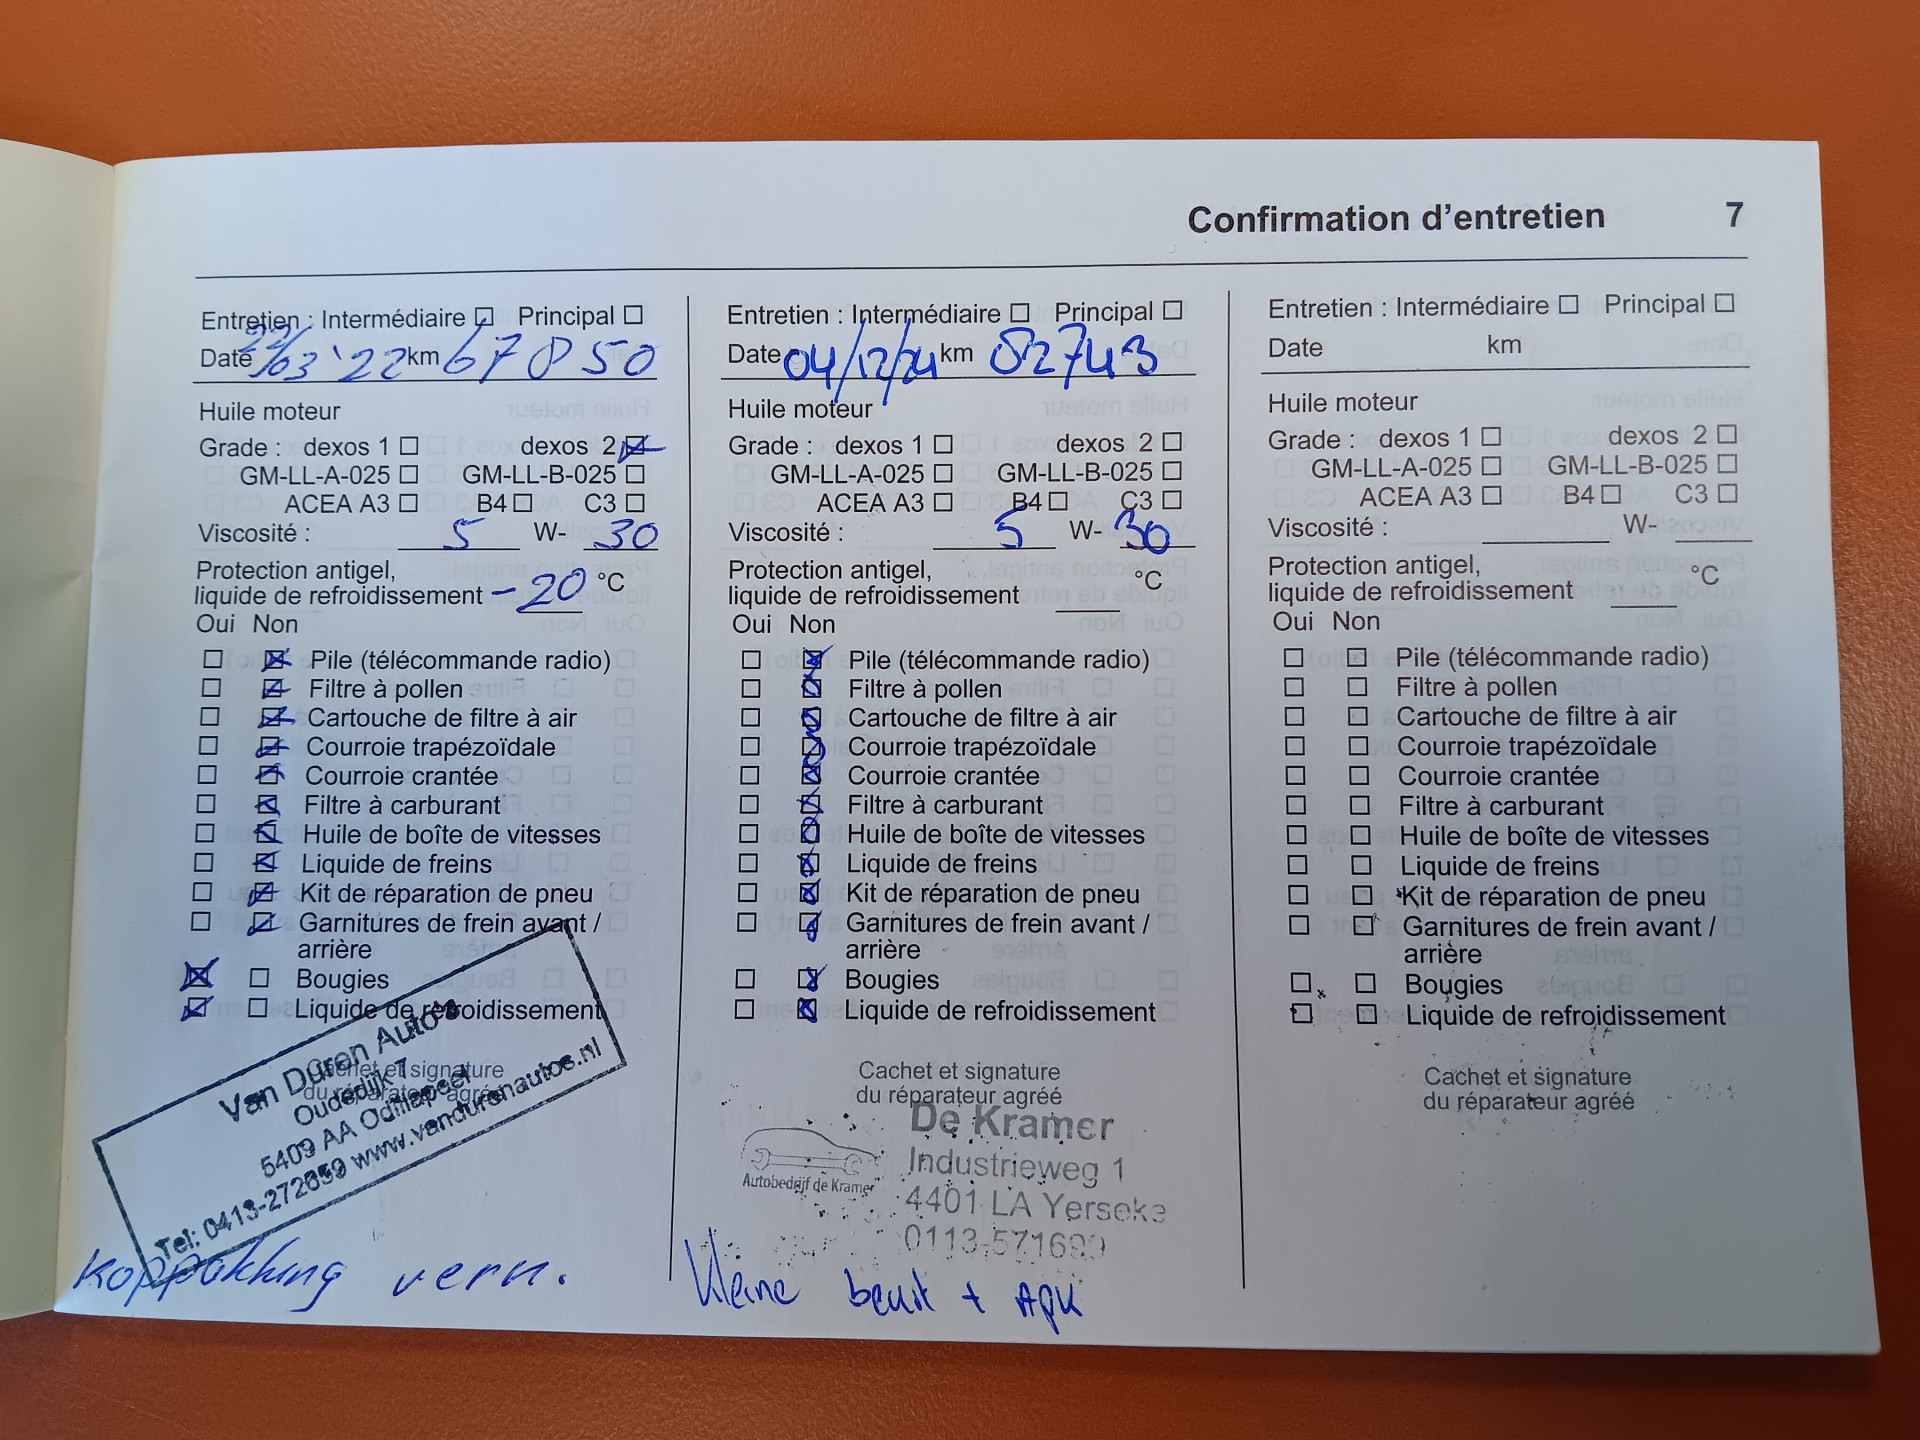 Confirmation d'entretien 7
Entretien : Intermédiaire ☐ Principal ☐
Date 22/03 '22 km 67850
Huile moteur
Grade : dexos 1 ☐ dexos 2 ☒
GM-LL-A-025 ☐ GM-LL-B-025 ☐
ACEA A3 ☐ B4 ☐ C3 ☐
Viscosité : 5 W- 30
Protection antigel,
liquide de refroidissement -20 °C
Oui Non
☐ ☒ Pile (télécommande radio)
☐ ☒ Filtre à pollen
☐ ☒ Cartouche de filtre à air
☐ ☒ Courroie trapézoïdale
☐ ☒ Courroie crantée
☐ ☒ Filtre à carburant
☐ ☒ Huile de boîte de vitesses
☐ ☒ Liquide de freins
☐ ☒ Kit de réparation de pneu
☐ ☒ Garnitures de frein avant /
arrière
☒ ☐ Bougies
☒ ☐ Liquide de refroidissement
Cachet et signature
du réparateur agréé
Van Duren Auto's
Oudedijk 7
5409 AA Odiliapeel
Tel: 0413-272659 www.vandurenautos.nl
Koppakking vern.
Entretien : Intermédiaire ☐ Principal ☐
Date 04/12/24 km 82743
Huile moteur
Grade : dexos 1 ☐ dexos 2 ☐
GM-LL-A-025 ☐ GM-LL-B-025 ☐
ACEA A3 ☐ B4 ☐ C3 ☐
Viscosité : 5 W- 30
Protection antigel,
liquide de refroidissement °C
Oui Non
☐ ☒ Pile (télécommande radio)
☐ ☒ Filtre à pollen
☐ ☒ Cartouche de filtre à air
☐ ☒ Courroie trapézoïdale
☐ ☒ Courroie crantée
☐ ☒ Filtre à carburant
☐ ☒ Huile de boîte de vitesses
☐ ☒ Liquide de freins
☐ ☒ Kit de réparation de pneu
☐ ☒ Garnitures de frein avant /
arrière
☐ ☒ Bougies
☐ ☒ Liquide de refroidissement
Cachet et signature
du réparateur agréé
Autobedrijf de Kramer
De Kramer
Industrieweg 1
4401 LA Yerseke
Kleine beurt + APK
Entretien : Intermédiaire ☐ Principal ☐
Date km
Huile moteur
Grade : dexos 1 ☐ dexos 2 ☐
GM-LL-A-025 ☐ GM-LL-B-025 ☐
ACEA A3 ☐ B4 ☐ C3 ☐
Viscosité : W-
Protection antigel,
liquide de refroidissement °C
Oui Non
☐ ☐ Pile (télécommande radio)
☐ ☐ Filtre à pollen
☐ ☐ Cartouche de filtre à air
☐ ☐ Courroie trapézoïdale
☐ ☐ Courroie crantée
☐ ☐ Filtre à carburant
☐ ☐ Huile de boîte de vitesses
☐ ☐ Liquide de freins
☐ ☐ Kit de réparation de pneu
☐ ☐ Garnitures de frein avant /
arrière
☐ ☐ Bougies
☐ ☐ Liquide de refroidissement
Cachet et signature
du réparateur agréé